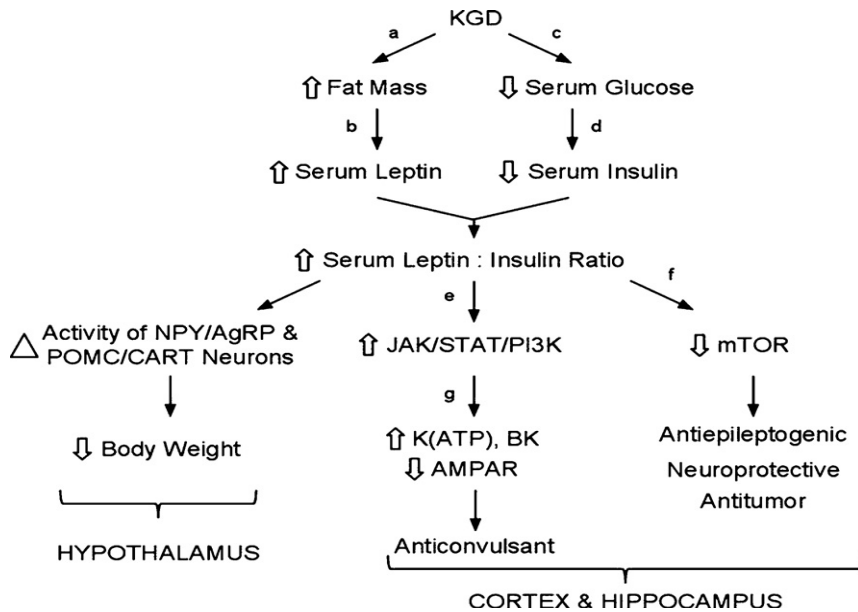 KGD
a
c
Fat Mass
Serum Glucose
b
d
Serum Leptin
Serum Insulin
Serum Leptin : Insulin Ratio
e
f
Activity of NPY/AgRP &
POMC/CART Neurons
JAK/STAT/PI3K
mTOR
g
Body Weight
K(ATP), BK
AMPAR
Antiepileptogenic
Neuroprotective
Antitumor
HYPOTHALAMUS
Anticonvulsant
CORTEX & HIPPOCAMPUS